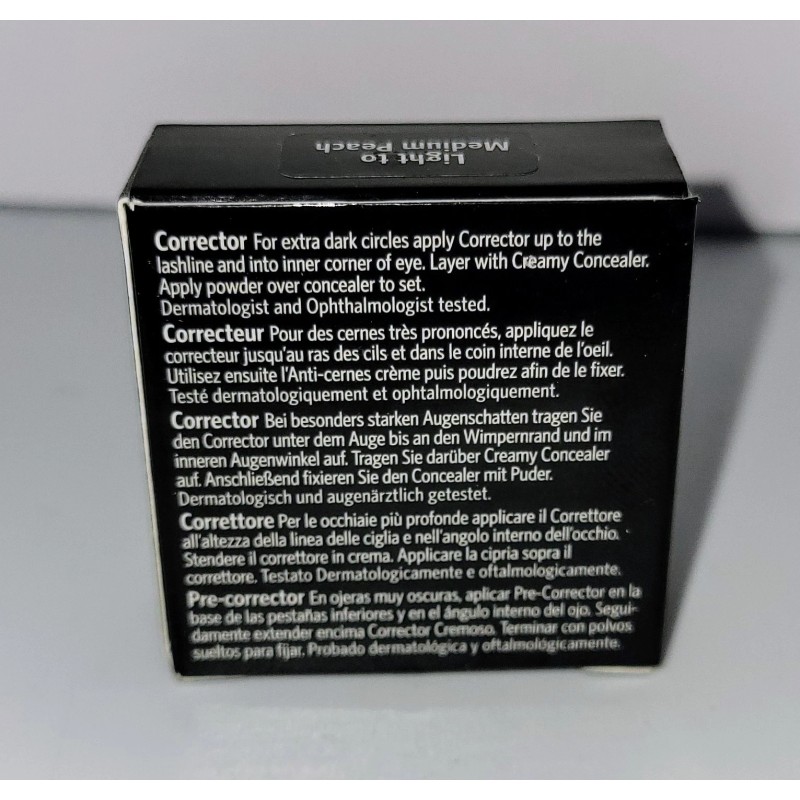 Light to
Medium Peach
Corrector For extra dark circles apply Corrector up to the
lashline and into inner corner of eye. Layer with Creamy Concealer.
Apply powder over concealer to set.
Dermatologist and Ophthalmologist tested.
Correcteur Pour des cernes très prononcés, appliquez le
correcteur jusqu'au ras des cils et dans le coin interne de l'oeil.
Utilisez ensuite l'Anti-cernes crème puis poudrez afin de le fixer.
Testé dermatologiquement et ophtalmologiquement.
Corrector Bei besonders starken Augenschatten tragen Sie
den Corrector unter dem Auge bis an den Wimpernrand und im
inneren Augenwinkel auf. Tragen Sie darüber Creamy Concealer
auf. Anschließend fixieren Sie den Concealer mit Puder.
Dermatologisch und augenärztlich getestet.
Correttore Per le occhiaie più profonde applicare il Correttore
all'altezza della linea delle ciglia e nell'angolo interno dell'occhio.
Stendere il correttore in crema. Applicare la cipria sopra il
correttore. Testato Dermatologicamente e oftalmologicamente.
Pre-corrector En ojeras muy oscuras, aplicar Pre-Corrector en la
base de las pestañas inferiores y en el ángulo interno del ojo. Segui-
damente extender encima Corrector Cremoso. Terminar con polvos
sueltos para fijar. Probado dermatológica y oftalmológicamente.